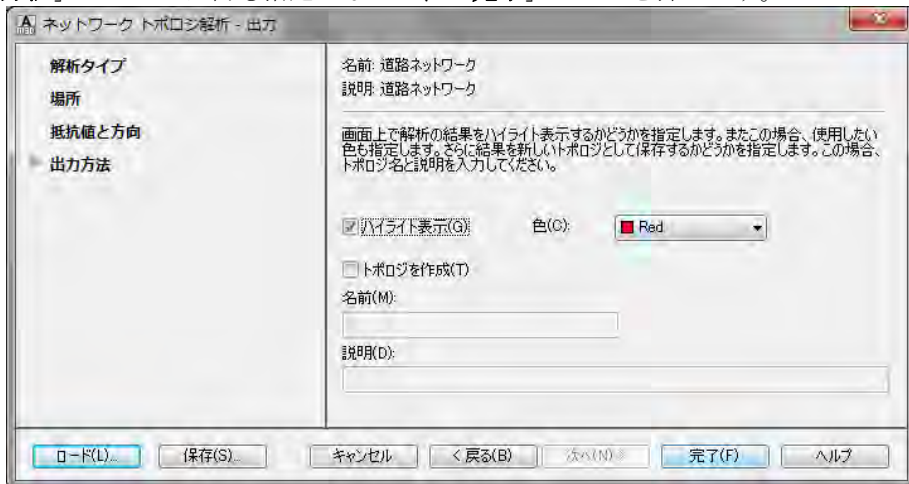 ネットワークトポロジ解析 - 出力
解析タイプ
場所
抵抗値と方向
出力方法
名前: 道路ネットワーク
説明: 道路ネットワーク
画面上で解析の結果をハイライト表示するかどうかを指定します。またこの場合、使用したい
色も指定します。さらに結果を新しいトポロジとして保存するかどうかを指定します。この場合、
トポロジ名と説明を入力してください。
ハイライト表示(G) 色(C): Red
トポロジを作成(T)
名前(M):
説明(D):
ロード(L)... 保存(S)... キャンセル < 戻る(B) 次へ(N) > 完了(F) ヘルプ